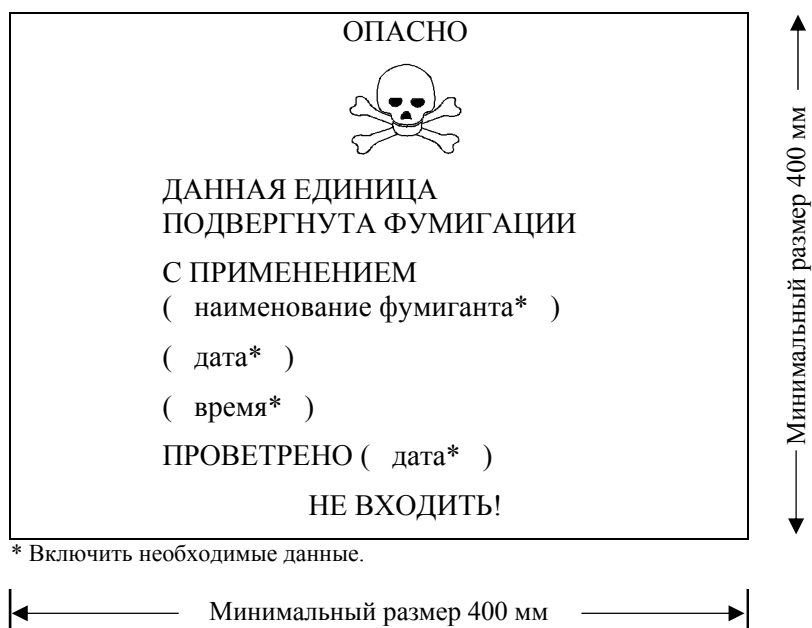 ОПАСНО
ДАННАЯ ЕДИНИЦА
ПОДВЕРГНУТА ФУМИГАЦИИ
С ПРИМЕНЕНИЕМ
( наименование фумиганта* )
( дата* )
( время* )
ПРОВЕТРЕНО ( дата* )
НЕ ВХОДИТЬ!
Минимальный размер 400 мм
* Включить необходимые данные.
Минимальный размер 400 мм